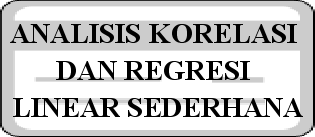 ANALISIS KORELASI
DAN REGRESI
LINEAR SEDERHANA